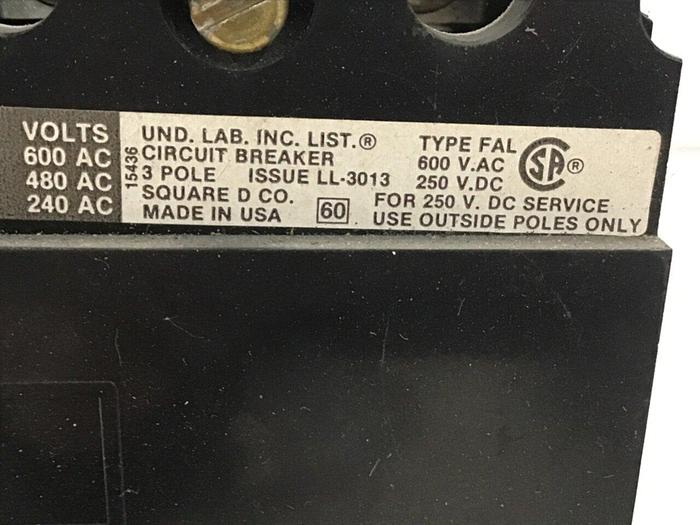 VOLTS
600 AC
480 AC
240 AC
15436
UND. LAB. INC. LIST.®
CIRCUIT BREAKER
3 POLE ISSUE LL-3013
SQUARE D CO.
MADE IN USA 60
TYPE FAL
600 V.AC
250 V.DC
SA ®
FOR 250 V. DC SERVICE
USE OUTSIDE POLES ONLY